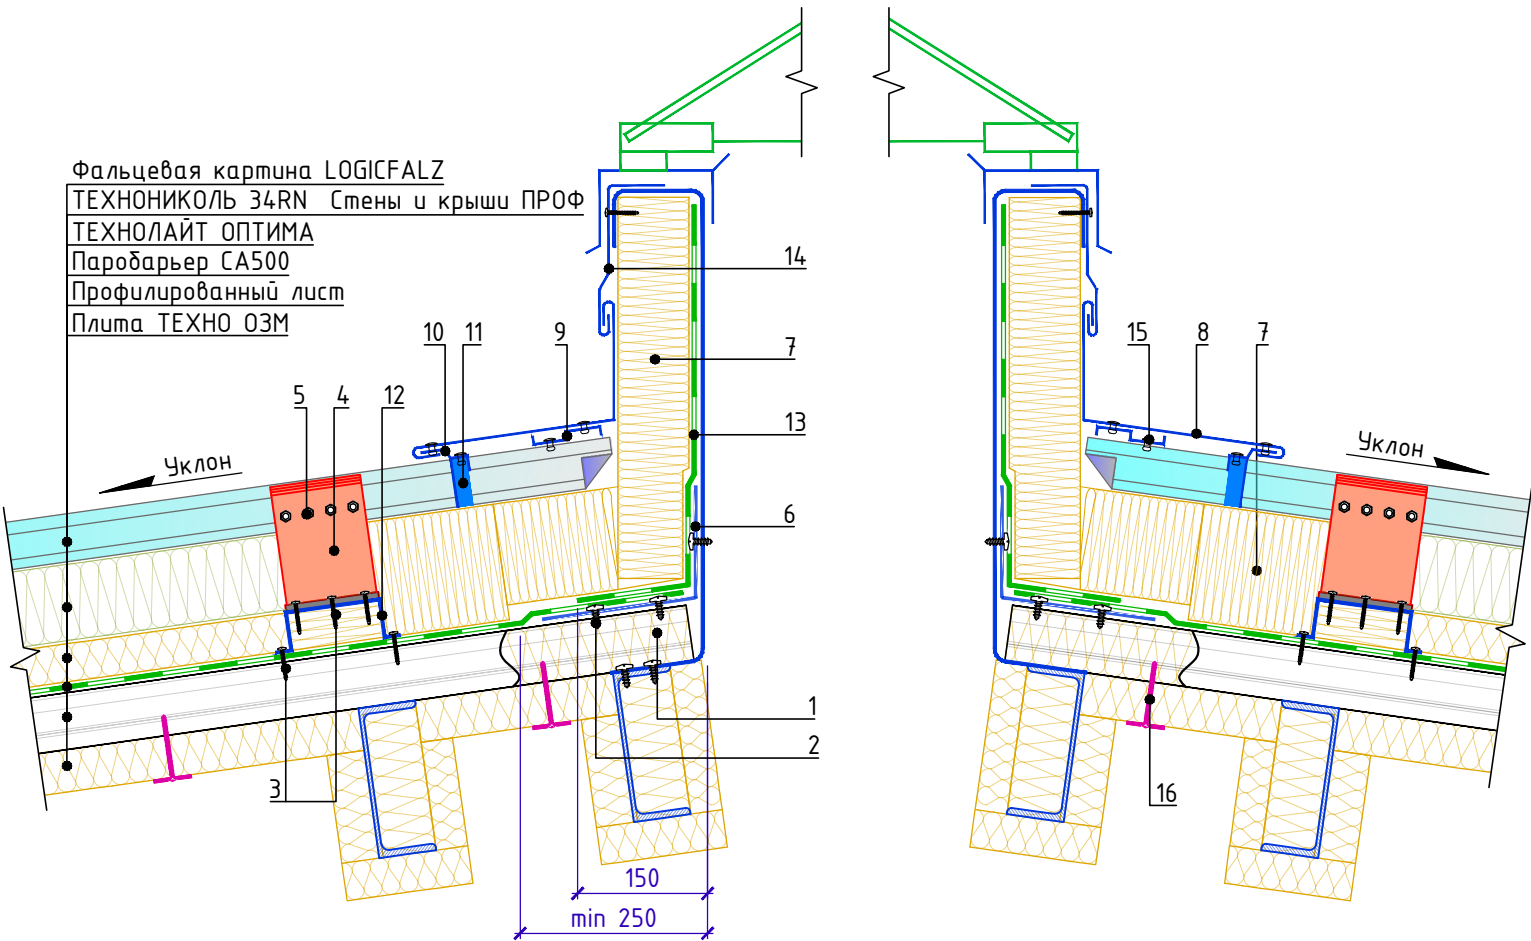 Фальцевая картина LOGICFALZ
ТЕХНОНИКОЛЬ 34RN Стены и крыши ПРОФ
ТЕХНОЛАЙТ ОПТИМА
Паробарьер СА500
Профилированный лист
Плита ТЕХНО ОЗМ
14
10
11
9
7
15
8
7
5
4
12
13
Уклон
Уклон
6
1
2
3
16
150
min 250